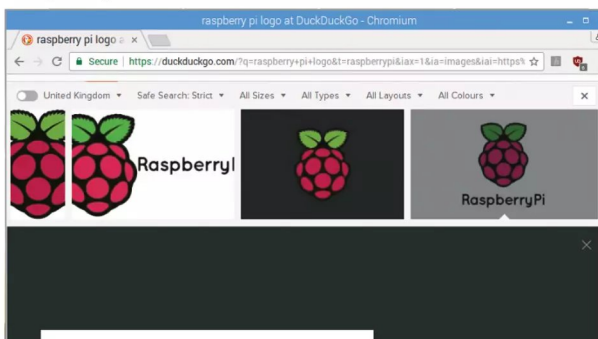 raspberry pi logo at DuckDuckGo - Chromium
raspberry pi logo a
Secure https://duckduckgo.com/?q=raspberry+pi+logo&t=raspberrypi&iax=1&ia=images&iai=https%
United Kingdom Safe Search: Strict All Sizes All Types All Layouts All Colours
Raspberry
RaspberryPi